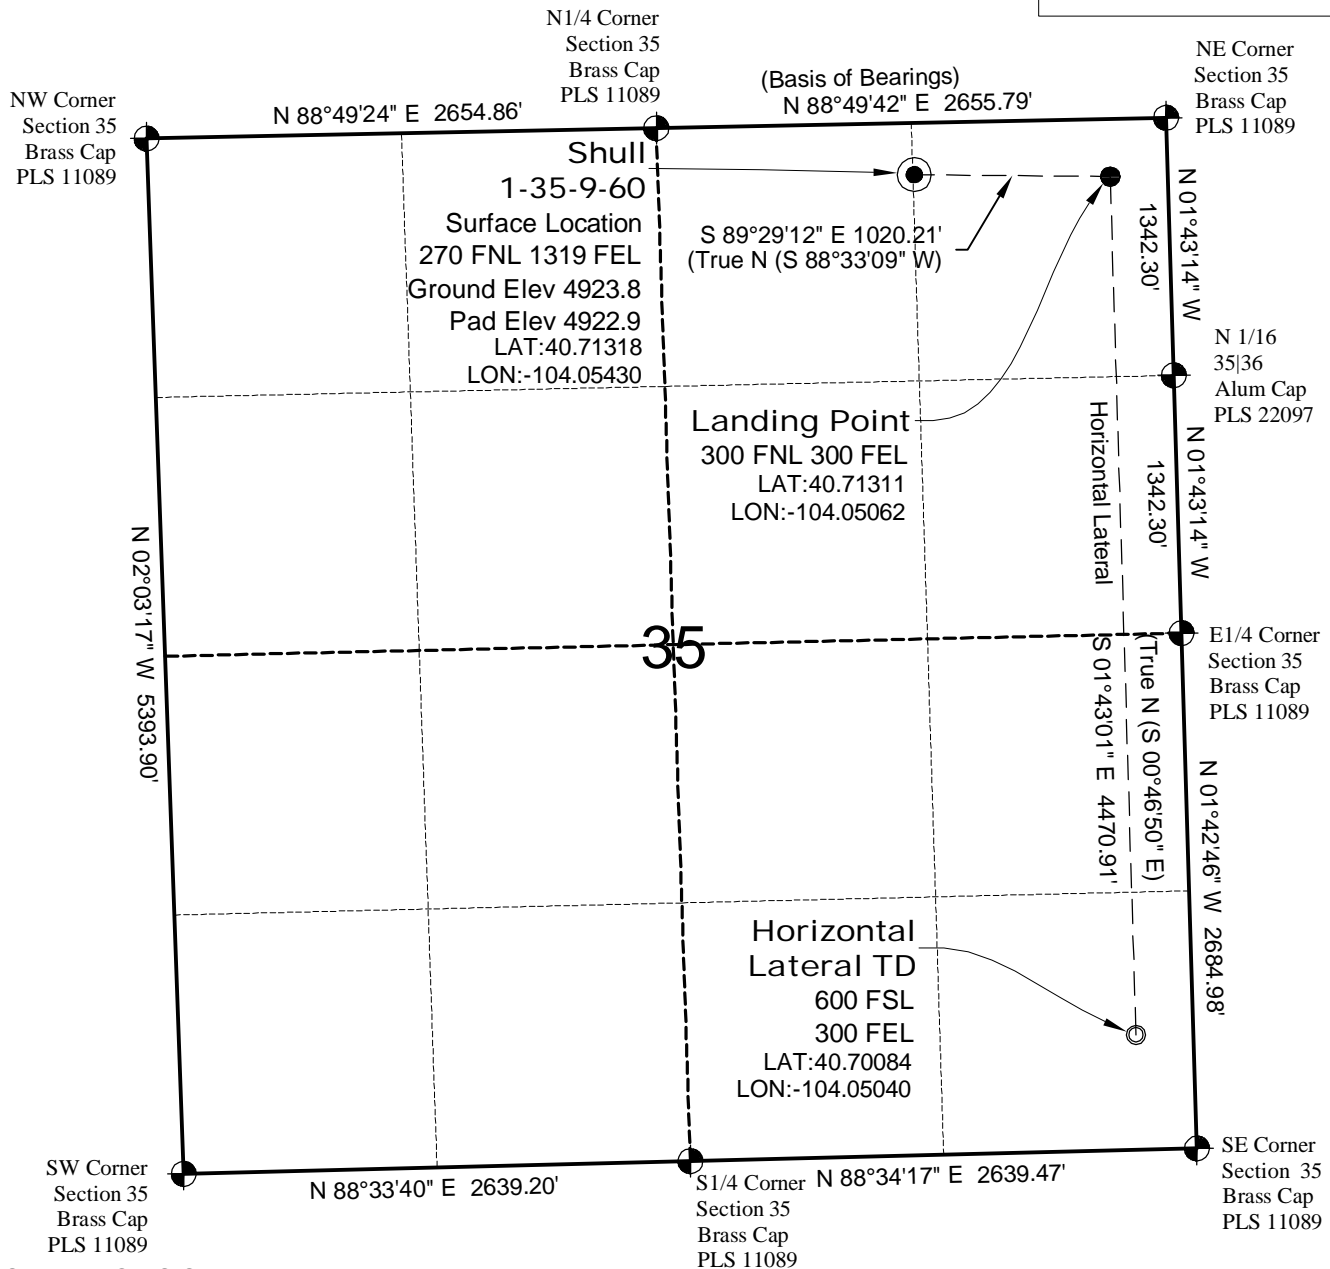 N1/4 Corner
Section 35
Brass Cap
PLS 11089
NE Corner
Section 35
Brass Cap
PLS 11089
NW Corner
Section 35
Brass Cap
PLS 11089
N 88°49'24" E 2654.86'
(Basis of Bearings)
N 88°49'42" E 2655.79'
Shull
1-35-9-60
Surface Location
270 FNL 1319 FEL
Ground Elev 4923.8
Pad Elev 4922.9
LAT:40.71318
LON:-104.05430
S 89°29'12" E 1020.21'
(True N (S 88°33'09" W)
N 01°43'14" W
1342.30'
N 1/16
35|36
Alum Cap
PLS 22097
Landing Point
300 FNL 300 FEL
LAT:40.71311
LON:-104.05062
Horizontal Lateral
N 01°43'14" W
1342.30'
N 02°03'17" W 5393.90'
35
E1/4 Corner
Section 35
Brass Cap
PLS 11089
S 01°43'01" E 4470.91'
(True N (S 00°46'50" E)
N 01°42'46" W 2684.98'
Horizontal
Lateral TD
600 FSL
300 FEL
LAT:40.70084
LON:-104.05040
SW Corner
Section 35
Brass Cap
PLS 11089
N 88°33'40" E 2639.20'
S1/4 Corner
Section 35
Brass Cap
PLS 11089
N 88°34'17" E 2639.47'
SE Corner
Section 35
Brass Cap
PLS 11089